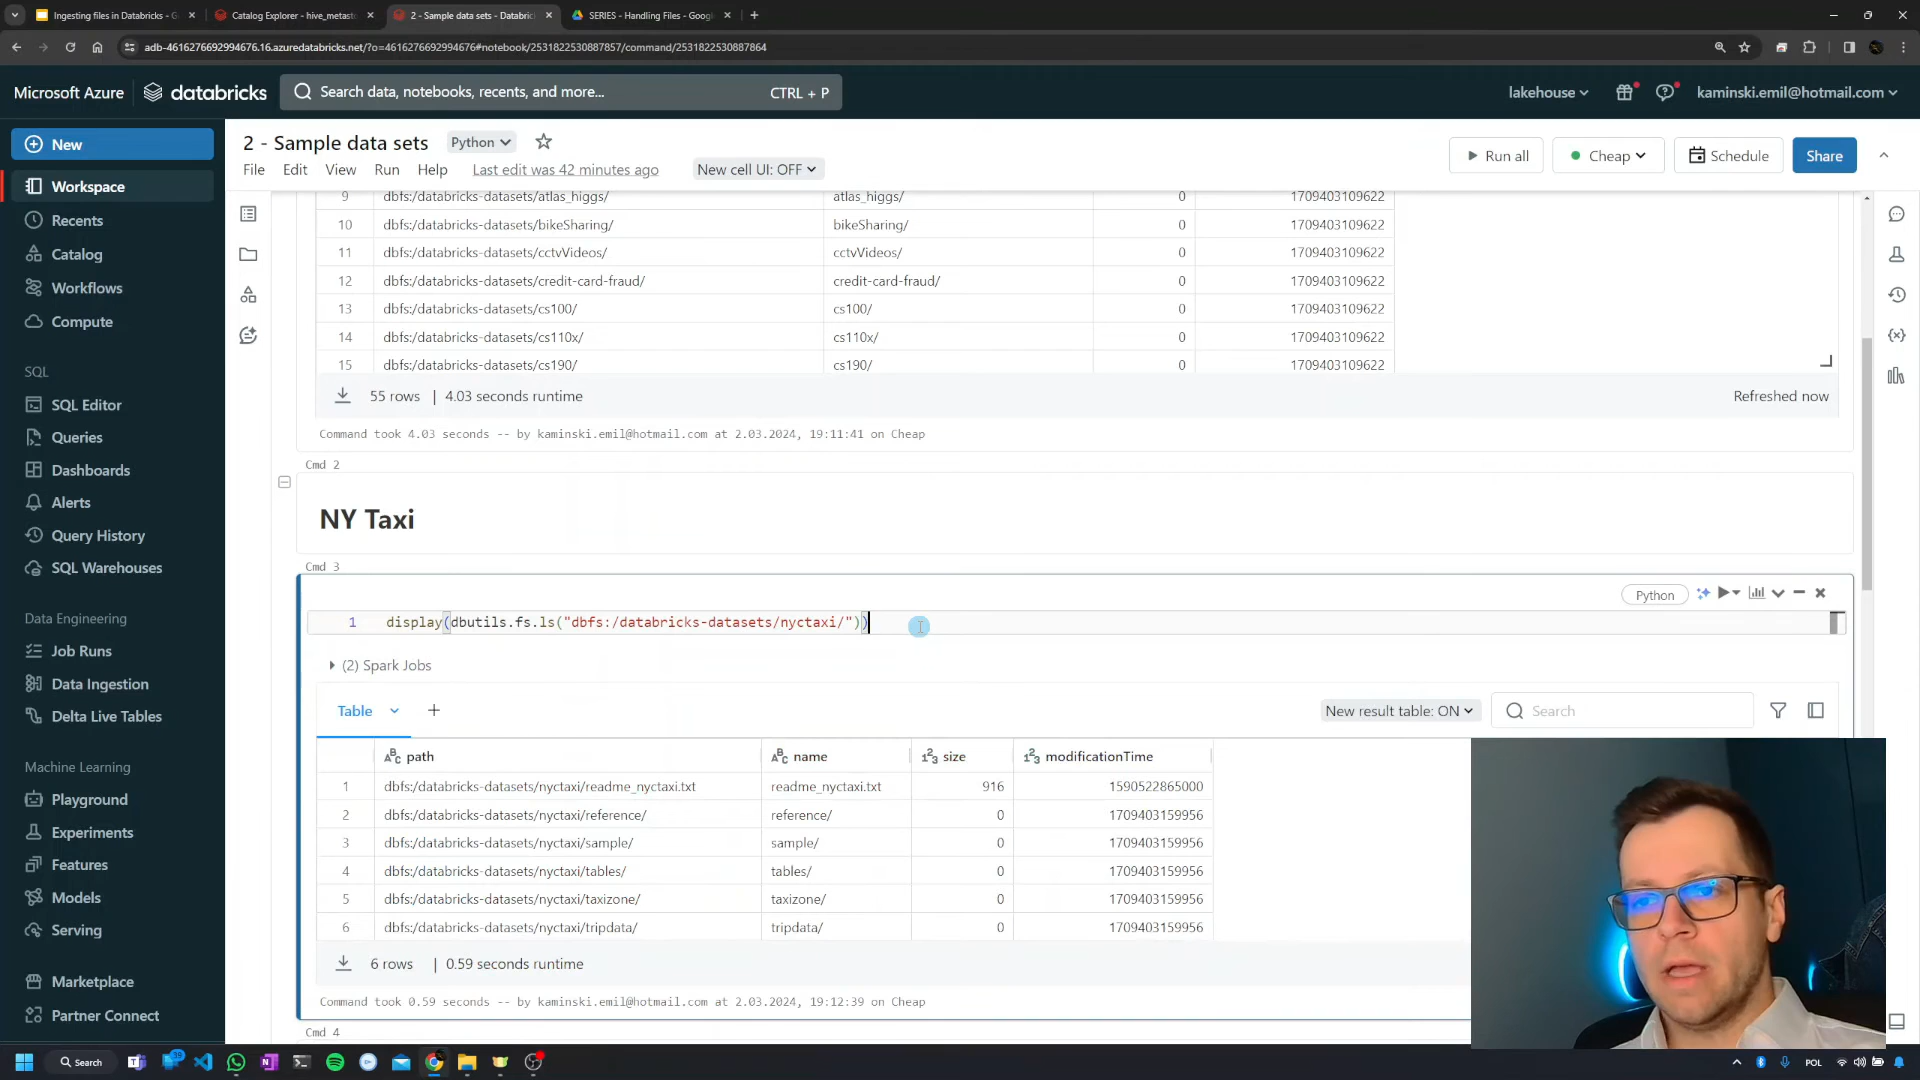 Ingesting files in Databricks - G
Catalog Explorer - hive_metast
2 - Sample data sets - Databric
SERIES - Handling Files - Googl
adb-4616276692994676.16.azuredatabricks.net/?o=4616276692994676#notebook/2531822530887857/command/2531822530887864
Microsoft Azure
databricks
Search data, notebooks, recents, and more...
CTRL + P
lakehouse
kaminski.emil@hotmail.com
New
Workspace
Recents
Catalog
Workflows
Compute
SQL
SQL Editor
Queries
Dashboards
Alerts
Query History
SQL Warehouses
Data Engineering
Job Runs
Data Ingestion
Delta Live Tables
Machine Learning
Playground
Experiments
Features
Models
Serving
Marketplace
Partner Connect
2 - Sample data sets
Python
File Edit View Run Help
Last edit was 42 minutes ago
New cell UI: OFF
Run all
Cheap
Schedule
Share
9 dbfs:/databricks-datasets/atlas_higgs/ atlas_higgs/ 0 1709403109622
10 dbfs:/databricks-datasets/bikeSharing/ bikeSharing/ 0 1709403109622
11 dbfs:/databricks-datasets/cctvVideos/ cctvVideos/ 0 1709403109622
12 dbfs:/databricks-datasets/credit-card-fraud/ credit-card-fraud/ 0 1709403109622
13 dbfs:/databricks-datasets/cs100/ cs100/ 0 1709403109622
14 dbfs:/databricks-datasets/cs110x/ cs110x/ 0 1709403109622
15 dbfs:/databricks-datasets/cs190/ cs190/ 0 1709403109622
55 rows | 4.03 seconds runtime
Refreshed now
Command took 4.03 seconds -- by kaminski.emil@hotmail.com at 2.03.2024, 19:11:41 on Cheap
Cmd 2
NY Taxi
Cmd 3
Python
1 display(dbutils.fs.ls("dbfs:/databricks-datasets/nyctaxi/"))
(2) Spark Jobs
Table
New result table: ON
Search
path name size modificationTime
1 dbfs:/databricks-datasets/nyctaxi/readme_nyctaxi.txt readme_nyctaxi.txt 916 1590522865000
2 dbfs:/databricks-datasets/nyctaxi/reference/ reference/ 0 1709403159956
3 dbfs:/databricks-datasets/nyctaxi/sample/ sample/ 0 1709403159956
4 dbfs:/databricks-datasets/nyctaxi/tables/ tables/ 0 1709403159956
5 dbfs:/databricks-datasets/nyctaxi/taxizone/ taxizone/ 0 1709403159956
6 dbfs:/databricks-datasets/nyctaxi/tripdata/ tripdata/ 0 1709403159956
6 rows | 0.59 seconds runtime
Command took 0.59 seconds -- by kaminski.emil@hotmail.com at 2.03.2024, 19:12:39 on Cheap
Cmd 4
Search
POL